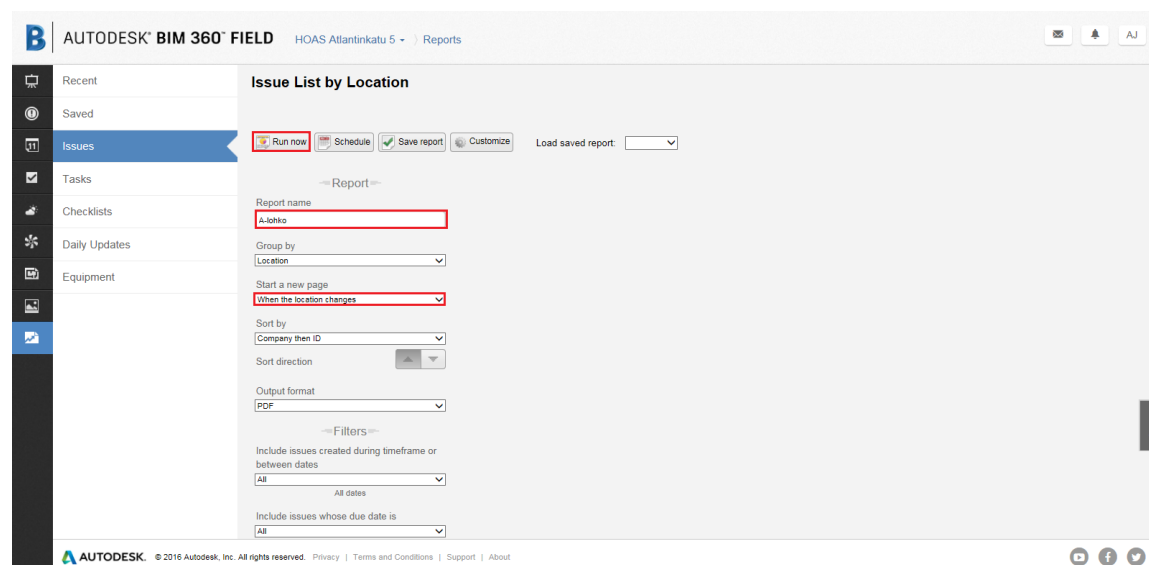 B AUTODESK® BIM 360™ FIELD HOAS Atlantinkatu 5 Reports AJ
Recent
Saved
11 Issues
Tasks
Checklists
Daily Updates
Equipment
Issue List by Location
Run now Schedule Save report Customize Load saved report:
Report
Report name
A-lohko
Group by
Location
Start a new page
When the location changes
Sort by
Company then ID
Sort direction
Output format
PDF
Filters
Include issues created during timeframe or
between dates
All
All dates
Include issues whose due date is
All
AUTODESK. © 2016 Autodesk, Inc. All rights reserved. Privacy | Terms and Conditions | Support | About